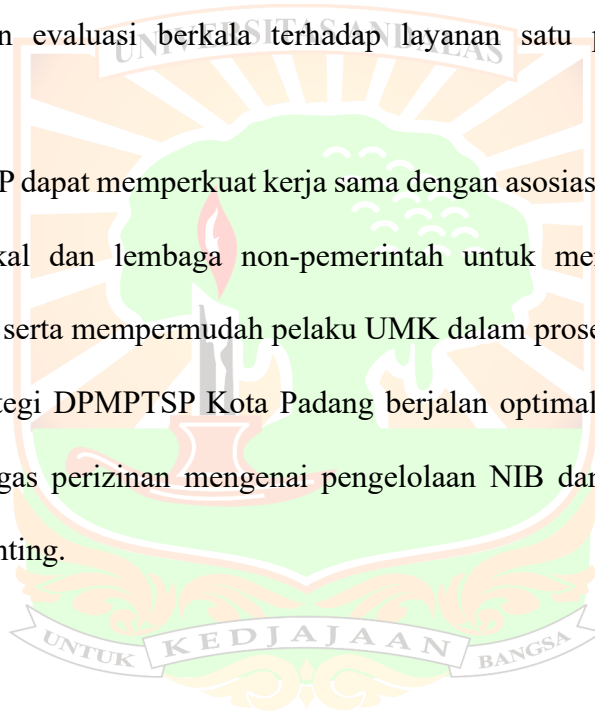 n evaluasi berkala terhadap layanan satu p
UNIVERSITAS ANDALAS
P dapat memperkuat kerja sama dengan asosias
kal dan lembaga non-pemerintah untuk me
serta mempermudah pelaku UMK dalam prose
tegi DPMPTSP Kota Padang berjalan optimal
gas perizinan mengenai pengelolaan NIB dan
nting.
UNTUK KEDJAJAAN BANGSA